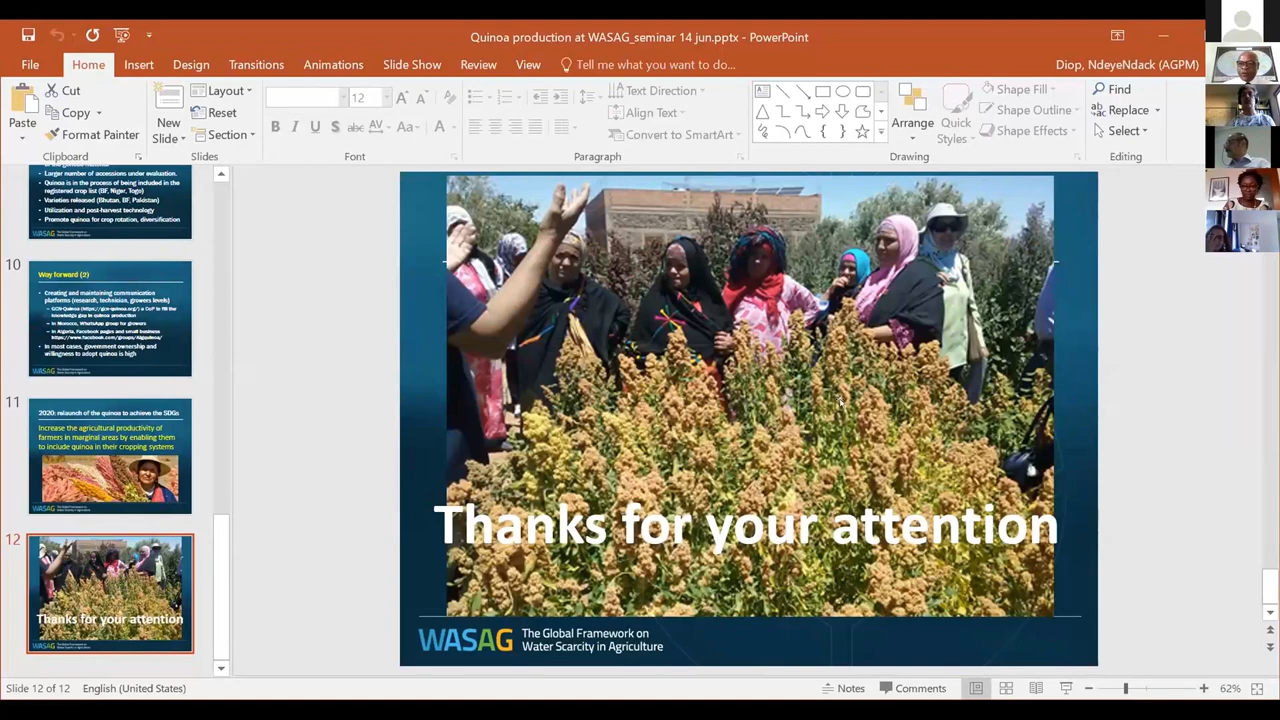 Quinoa production at WASAG_seminar 14 jun.pptx - PowerPoint
File
Home
Insert
Design
Transitions
Animations
Slide Show
Review
View
Tell me what you want to do...
Diop, NdeyeNdack (AGPM)
Paste
Cut
Copy
Format Painter
Clipboard
New
Slide
Layout
Reset
Section
Slides
12
B I U S abc AV Aa A
Font
Text Direction
Align Text
Convert to SmartArt
Paragraph
Arrange
Quick
Styles
Shape Fill
Shape Outline
Shape Effects
Drawing
Find
Replace
Select
Editing
Larger number of accessions under evaluation.
Quinoa is in the process of being included in the
registered crop list (BF, Niger, Togo)
Varieties released (Bhutan, BF, Pakistan)
Utilization and post-harvest technology
Promote quinoa for crop rotation, diversification
WASAG
10
Way forward (2)
Creating and maintaining communication
platforms (research, technician, growers levels)
GCN-Quinoa (https://gcn-quinoa.org/) a CoP to fill the
knowledge gap in quinoa production
In Morocco, WhatsApp group for growers
In Algeria, Facebook pages and small business
In most cases, government ownership and
willingness to adopt quinoa is high
WASAG
11
2020: relaunch of the quinoa to achieve the SDGs
Increase the agricultural productivity of
farmers in marginal areas by enabling them
to include quinoa in their cropping systems
WASAG
12
Thanks for your attention
WASAG
Thanks for your attention
WASAG The Global Framework on
Water Scarcity in Agriculture
Slide 12 of 12
English (United States)
Notes
Comments
62%